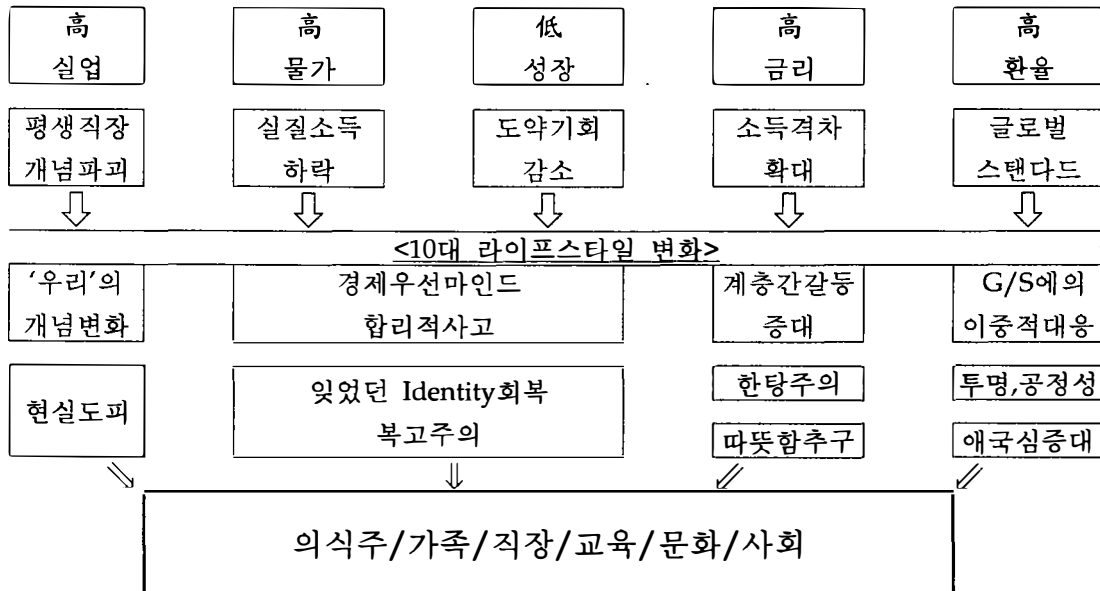 高 高 低 高 高
실업 물가 성장 금리 환율
평생직장 실질소득 도약기회 소득격차 글로벌
개념파괴 하락 감소 확대 스탠다드
<10대 라이프스타일 변화>
'우리'의 경제우선마인드 계층간갈등 G/S에의
개념변화 합리적사고 증대 이중적대응
현실도피 잊었던 Identity회복 한탕주의 투명,공정성
복고주의 따뜻함추구 애국심증대
의식주/가족/직장/교육/문화/사회